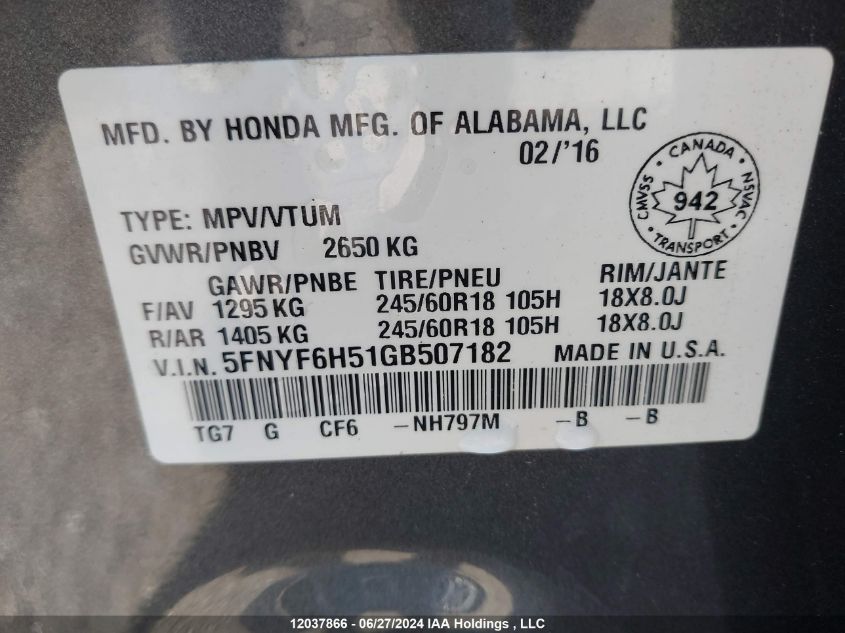 MFD. BY HONDA MFG. OF ALABAMA, LLC
02/'16
CANADA
CMVSS 942 NSVAC
TRANSPORT
TYPE: MPV/VTUM
GVWR/PNBV 2650 KG
GAWR/PNBE TIRE/PNEU RIM/JANTE
F/AV 1295 KG 245/60R18 105H 18X8.0J
R/AR 1405 KG 245/60R18 105H 18X8.0J
V.I.N. 5FNYF6H51GB507182 MADE IN U.S.A.
TG7 G CF6 -NH797M -B -B
12037866 - 06/27/2024 IAA Holdings , LLC